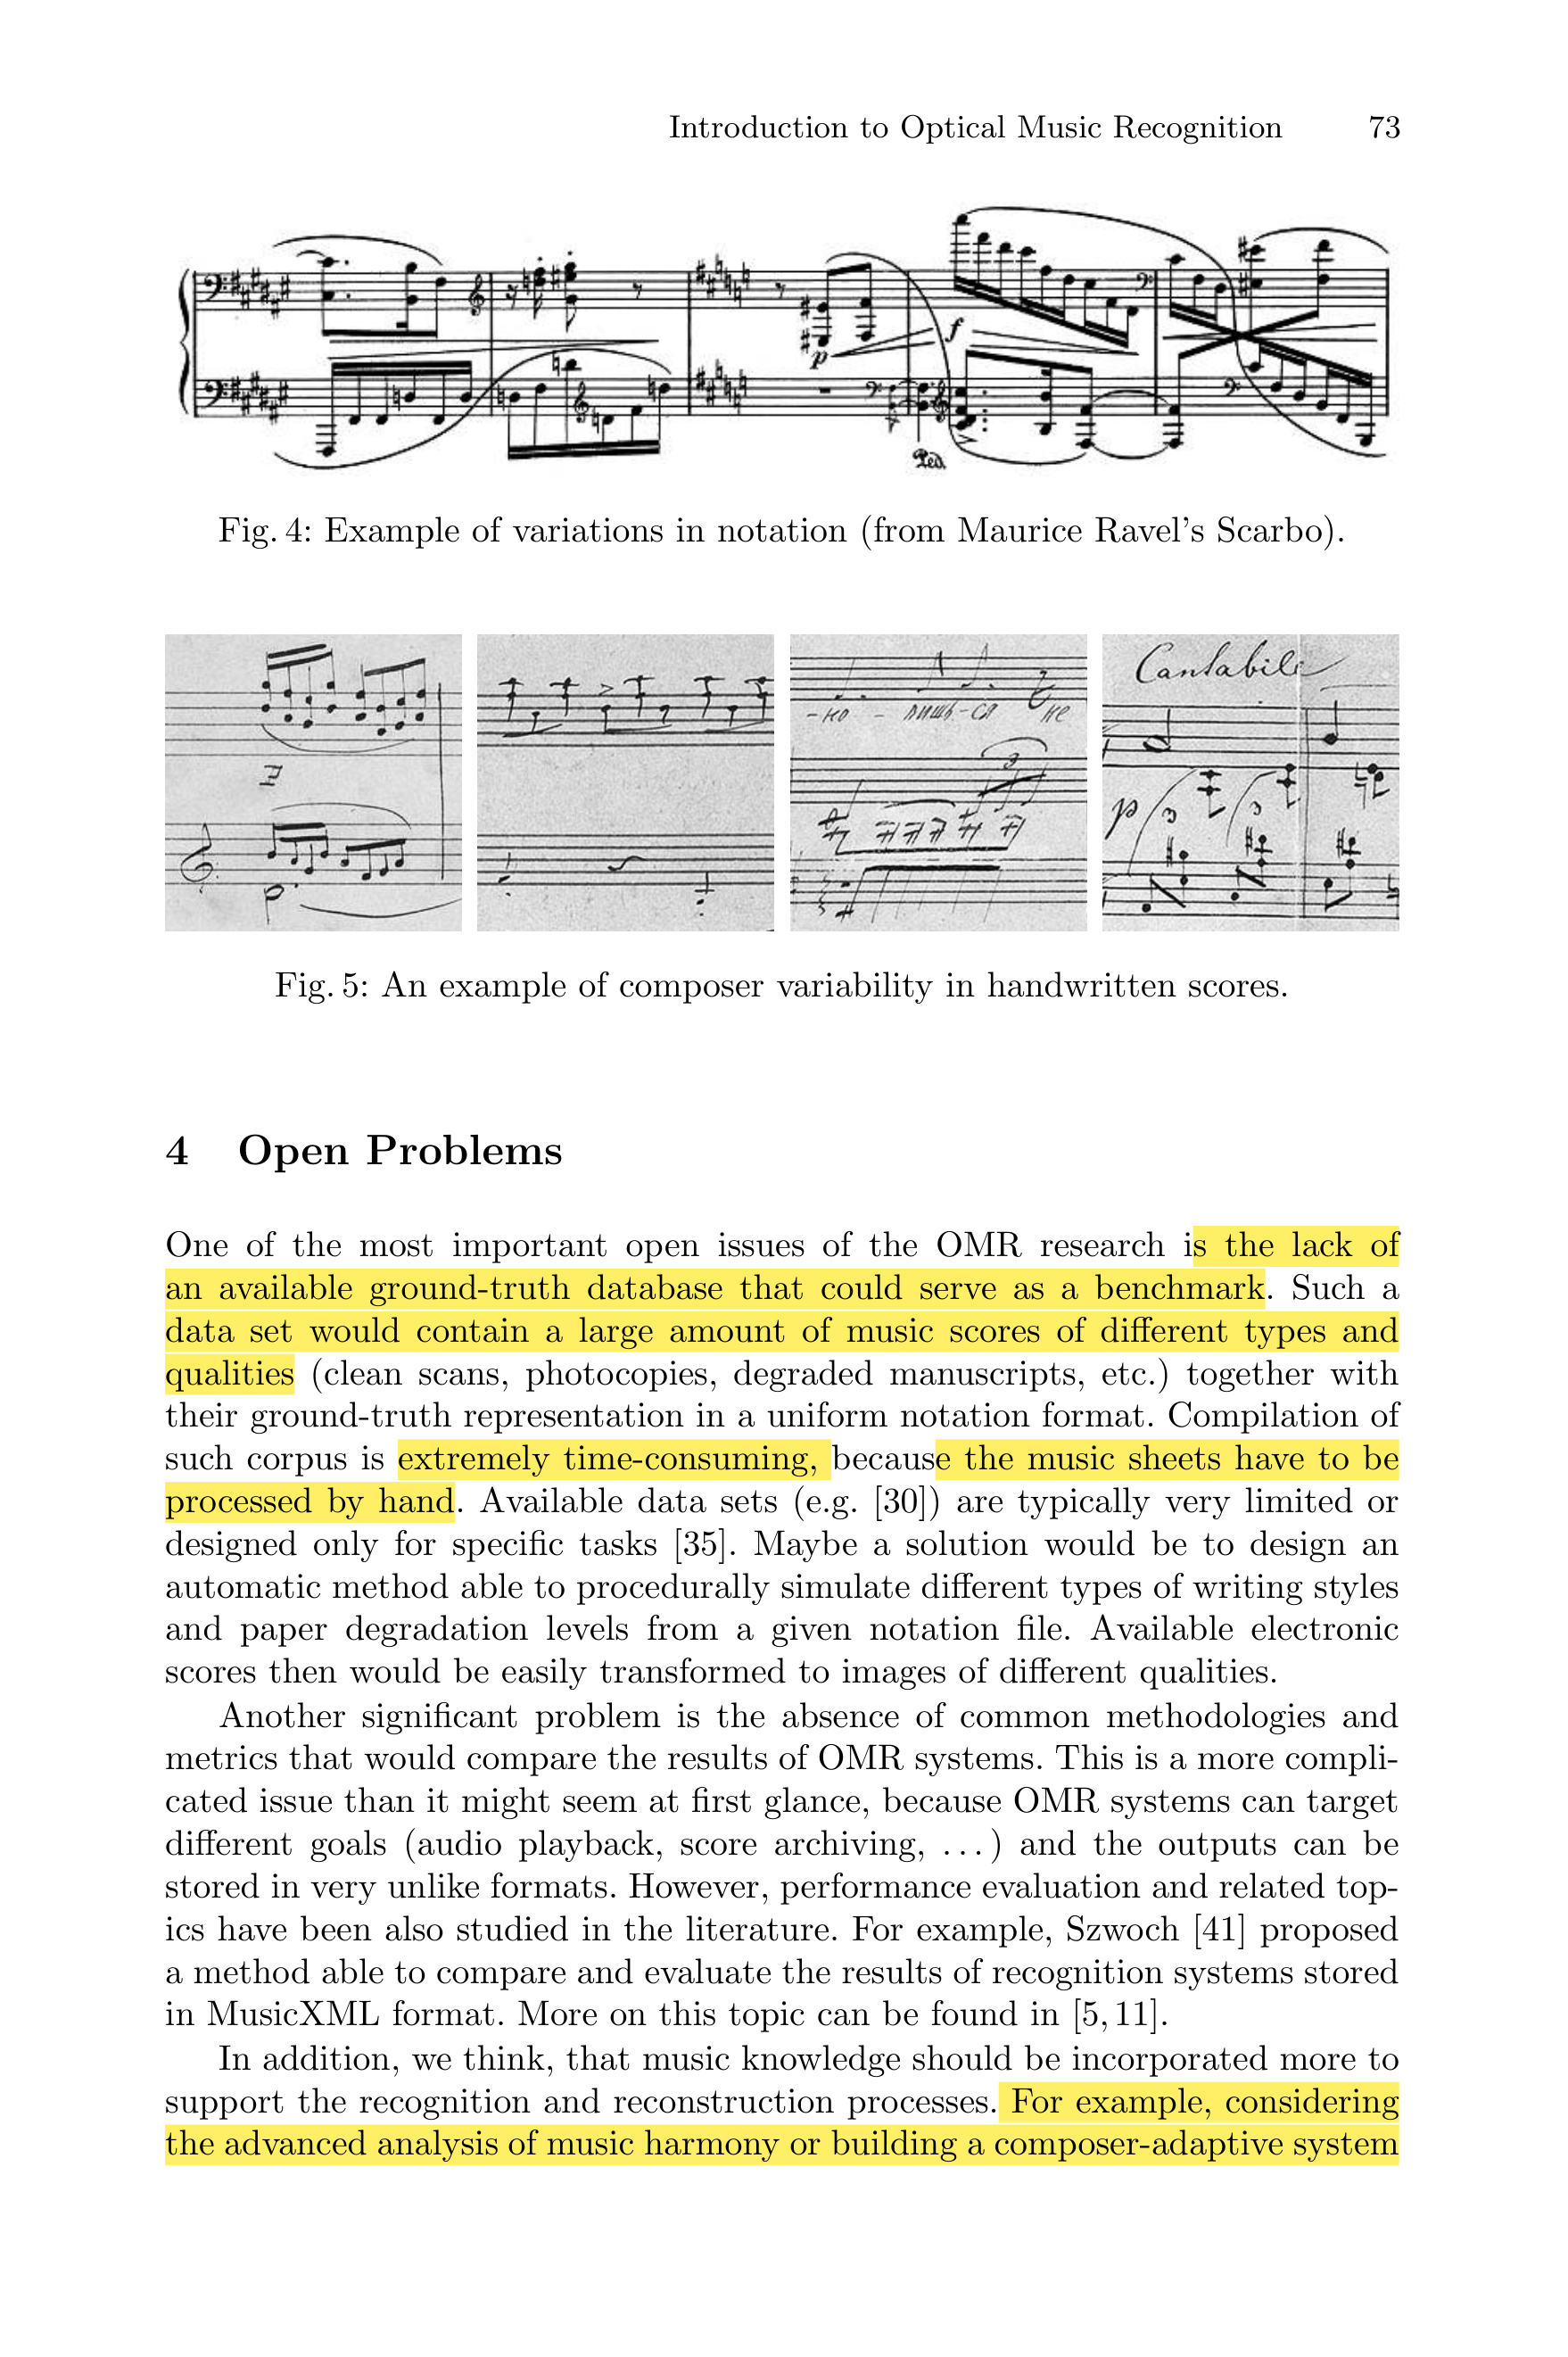 Introduction to Optical Music Recognition 73
p
f
Ped.
Fig. 4: Example of variations in notation (from Maurice Ravel's Scarbo).
Cantabile
p
3
3
3
Fig. 5: An example of composer variability in handwritten scores.
4 Open Problems
One of the most important open issues of the OMR research is the lack of
an available ground-truth database that could serve as a benchmark. Such a
data set would contain a large amount of music scores of different types and
qualities (clean scans, photocopies, degraded manuscripts, etc.) together with
their ground-truth representation in a uniform notation format. Compilation of
such corpus is extremely time-consuming, because the music sheets have to be
processed by hand. Available data sets (e.g. [30]) are typically very limited or
designed only for specific tasks [35]. Maybe a solution would be to design an
automatic method able to procedurally simulate different types of writing styles
and paper degradation levels from a given notation file. Available electronic
scores then would be easily transformed to images of different qualities.
Another significant problem is the absence of common methodologies and
metrics that would compare the results of OMR systems. This is a more compli-
cated issue than it might seem at first glance, because OMR systems can target
different goals (audio playback, score archiving, ...) and the outputs can be
stored in very unlike formats. However, performance evaluation and related top-
ics have been also studied in the literature. For example, Szwoch [41] proposed
a method able to compare and evaluate the results of recognition systems stored
in MusicXML format. More on this topic can be found in [5, 11].
In addition, we think, that music knowledge should be incorporated more to
support the recognition and reconstruction processes. For example, considering
the advanced analysis of music harmony or building a composer-adaptive system